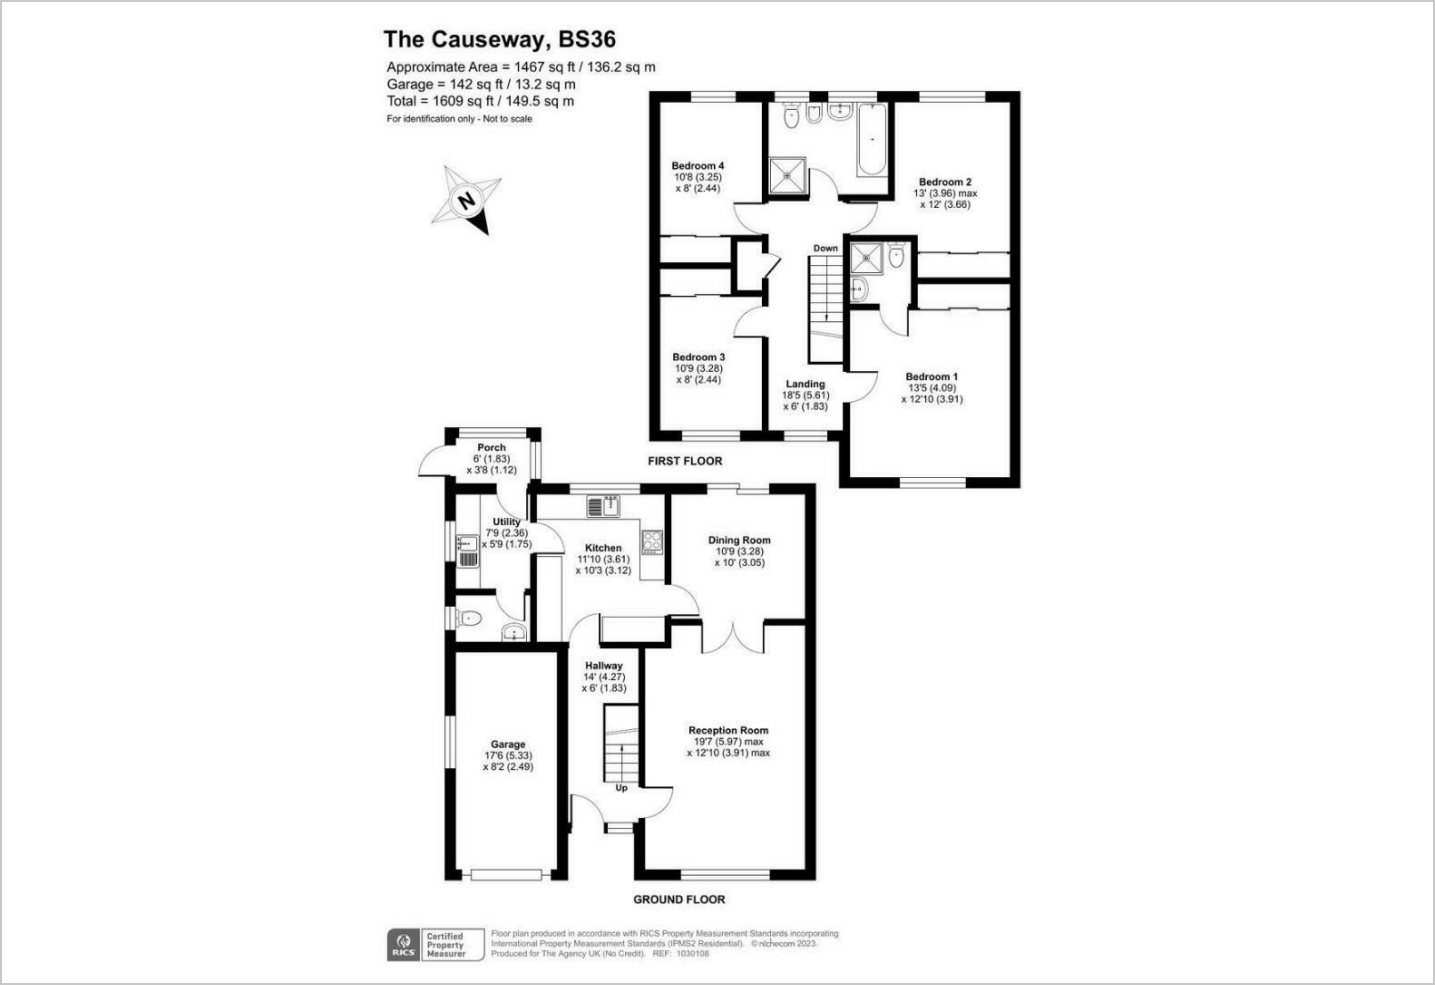 The Causeway, BS36
Approximate Area = 1467 sq ft / 136.2 sq m
Garage = 142 sq ft / 13.2 sq m
Total = 1609 sq ft / 149.5 sq m
For identification only - Not to scale
N
Bedroom 4
10'8 (3.25)
x 8' (2.44)
Bedroom 2
13' (3.96) max
x 12' (3.66)
Down
Bedroom 3
10'9 (3.28)
x 8' (2.44)
Landing
18'5 (5.61)
x 6' (1.83)
Bedroom 1
13'5 (4.09)
x 12'10 (3.91)
FIRST FLOOR
Porch
6' (1.83)
x 3'8 (1.12)
Utility
7'9 (2.36)
x 5'9 (1.75)
Kitchen
11'10 (3.61)
x 10'3 (3.12)
Dining Room
10'9 (3.28)
x 10' (3.05)
Hallway
14' (4.27)
x 6' (1.83)
Reception Room
19'7 (5.97) max
x 12'10 (3.91) max
Garage
17'6 (5.33)
x 8'2 (2.49)
Up
GROUND FLOOR
RICS
Certified
Property
Measurer
Floor plan produced in accordance with RICS Property Measurement Standards incorporating
International Property Measurement Standards (IPMS2 Residential). © nichecom 2023.
Produced for The Agency UK (No Credit). REF: 1030108